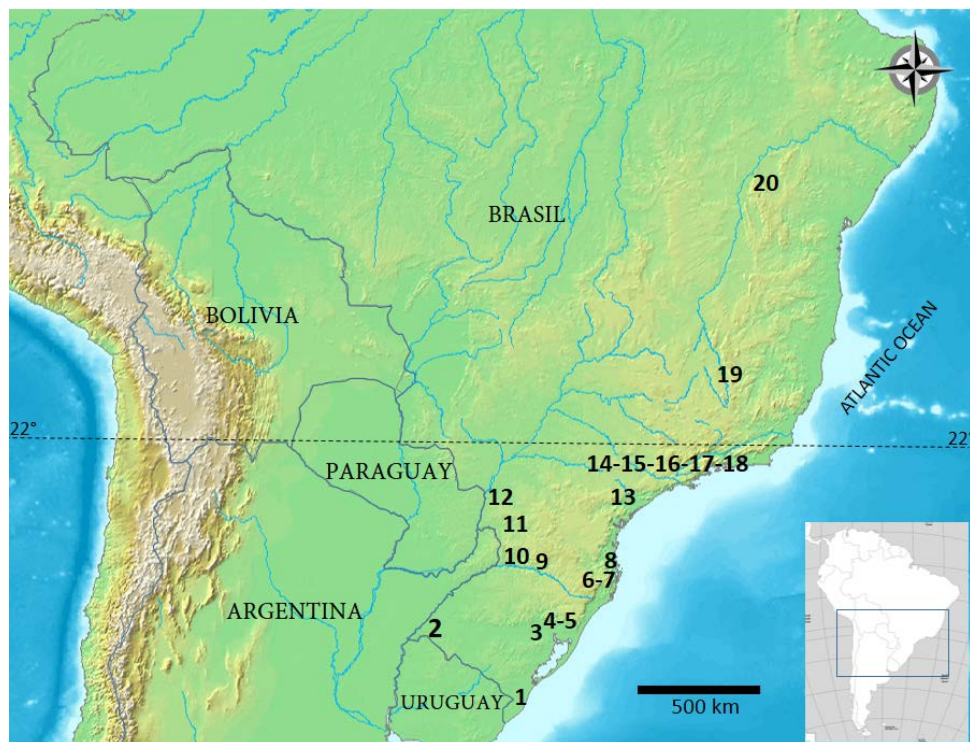 20
BRASIL
BOLIVIA
ATLANTIC OCEAN
19
22°
22°
14-15-16-17-18
PARAGUAY
12
13
11
10
9
8
6-7
ARGENTINA
2
4-5
3
URUGUAY
1
500 km